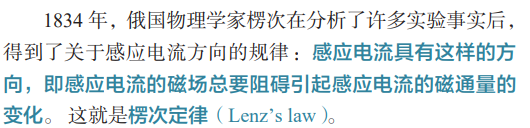 1834 年，俄国物理学家楞次在分析了许多实验事实后，
得到了关于感应电流方向的规律：感应电流具有这样的方
向，即感应电流的磁场总要阻碍引起感应电流的磁通量的
变化。这就是楞次定律（Lenz's law）。